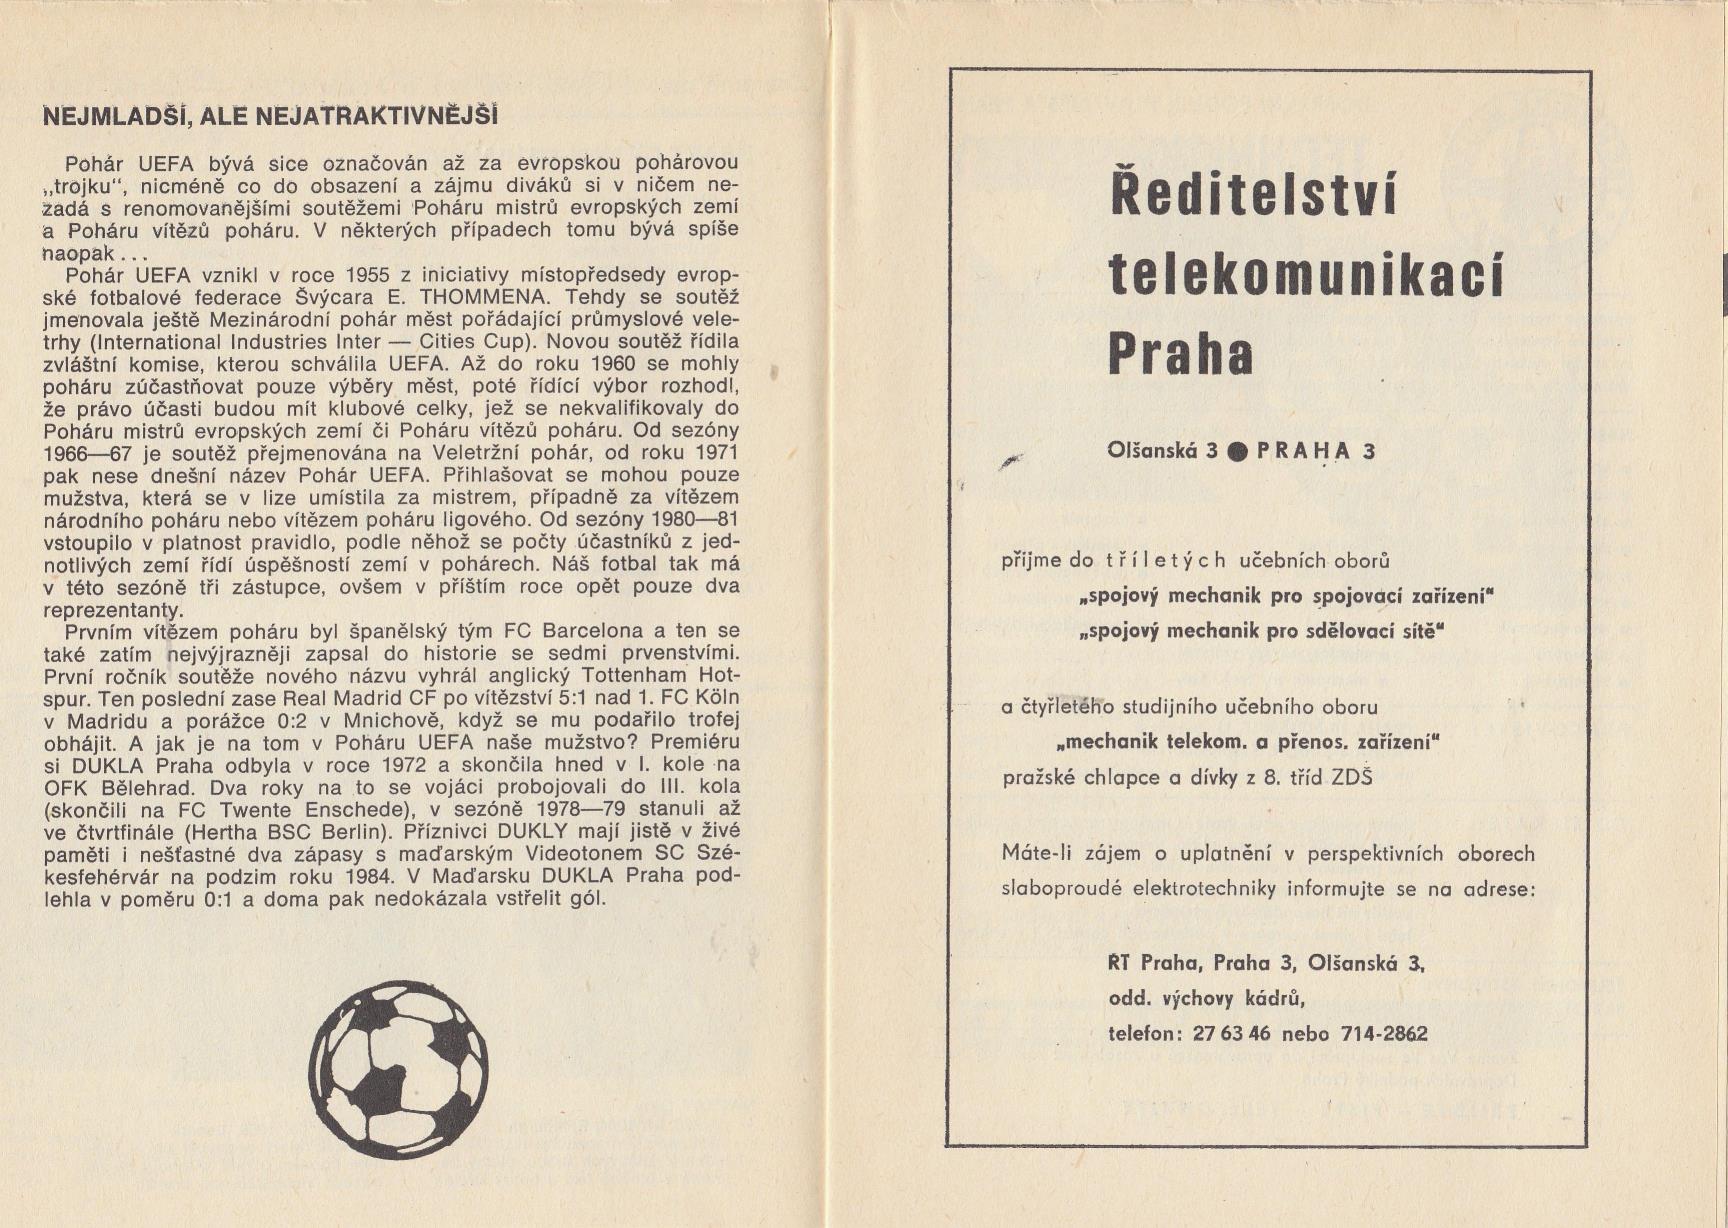 NEJMLADŠÍ, ALE NEJATRAKTIVNĚJŠÍ
Pohár UEFA bývá sice označován až za evropskou pohárovou
„trojku“, nicméně co do obsazení a zájmu diváků si v ničem ne-
zadá s renomovanějšími soutěžemi Poháru mistrů evropských zemí
a Poháru vítězů poháru. V některých případech tomu bývá spíše
naopak ...
Pohár UEFA vznikl v roce 1955 z iniciativy místopředsedy evrop-
ské fotbalové federace Švýcara E. THOMMENA. Tehdy se soutěž
jmenovala ještě Mezinárodní pohár měst pořádající průmyslové vele-
trhy (International Industries Inter — Cities Cup). Novou soutěž řídila
zvláštní komise, kterou schválila UEFA. Až do roku 1960 se mohly
poháru zúčastňovat pouze výběry měst, poté řídící výbor rozhodl,
že právo účasti budou mít klubové celky, jež se nekvalifikovaly do
Poháru mistrů evropských zemí či Poháru vítězů poháru. Od sezóny
1966—67 je soutěž přejmenována na Veletržní pohár, od roku 1971
pak nese dnešní název Pohár UEFA. Přihlašovat se mohou pouze
mužstva, která se v lize umístila za mistrem, případně za vítězem
národního poháru nebo vítězem poháru ligového. Od sezóny 1980—81
vstoupilo v platnost pravidlo, podle něhož se počty účastníků z jed-
notlivých zemí řídí úspěšností zemí v pohárech. Náš fotbal tak má
v této sezóně tři zástupce, ovšem v příštím roce opět pouze dva
reprezentanty.
Prvním vítězem poháru byl španělský tým FC Barcelona a ten se
také zatím nejvýrazněji zapsal do historie se sedmi prvenstvími.
První ročník soutěže nového názvu vyhrál anglický Tottenham Hot-
spur. Ten poslední zase Real Madrid CF po vítězství 5:1 nad 1. FC Köln
v Madridu a porážce 0:2 v Mnichově, když se mu podařilo trofej
obhájit. A jak je na tom v Poháru UEFA naše mužstvo? Premiéru
si DUKLA Praha odbyla v roce 1972 a skončila hned v I. kole na
OFK Bělehrad. Dva roky na to se vojáci probojovali do III. kola
(skončili na FC Twente Enschede), v sezóně 1978—79 stanuli až
ve čtvrtfinále (Hertha BSC Berlin). Příznivci DUKLY mají jistě v živé
paměti i nešťastné dva zápasy s maďarským Videotonem SC Szé-
kesfehérvár na podzim roku 1984. V Maďarsku DUKLA Praha pod-
lehla v poměru 0:1 a doma pak nedokázala vstřelit gól.
Ředitelství
telekomunikací
Praha
Olšanská 3 ● PRAHA 3
přijme do tříletých učebních oborů
„spojový mechanik pro spojovací zařízení“
„spojový mechanik pro sdělovací sítě“
a čtyřletého studijního učebního oboru
„mechanik telekom. a přenos. zařízení“
pražské chlapce a dívky z 8. tříd ZDŠ
Máte-li zájem o uplatnění v perspektivních oborech
slaboproudé elektrotechniky informujte se na adrese:
ŘT Praha, Praha 3, Olšanská 3,
odd. výchovy kádrů,
telefon: 27 63 46 nebo 714-2862